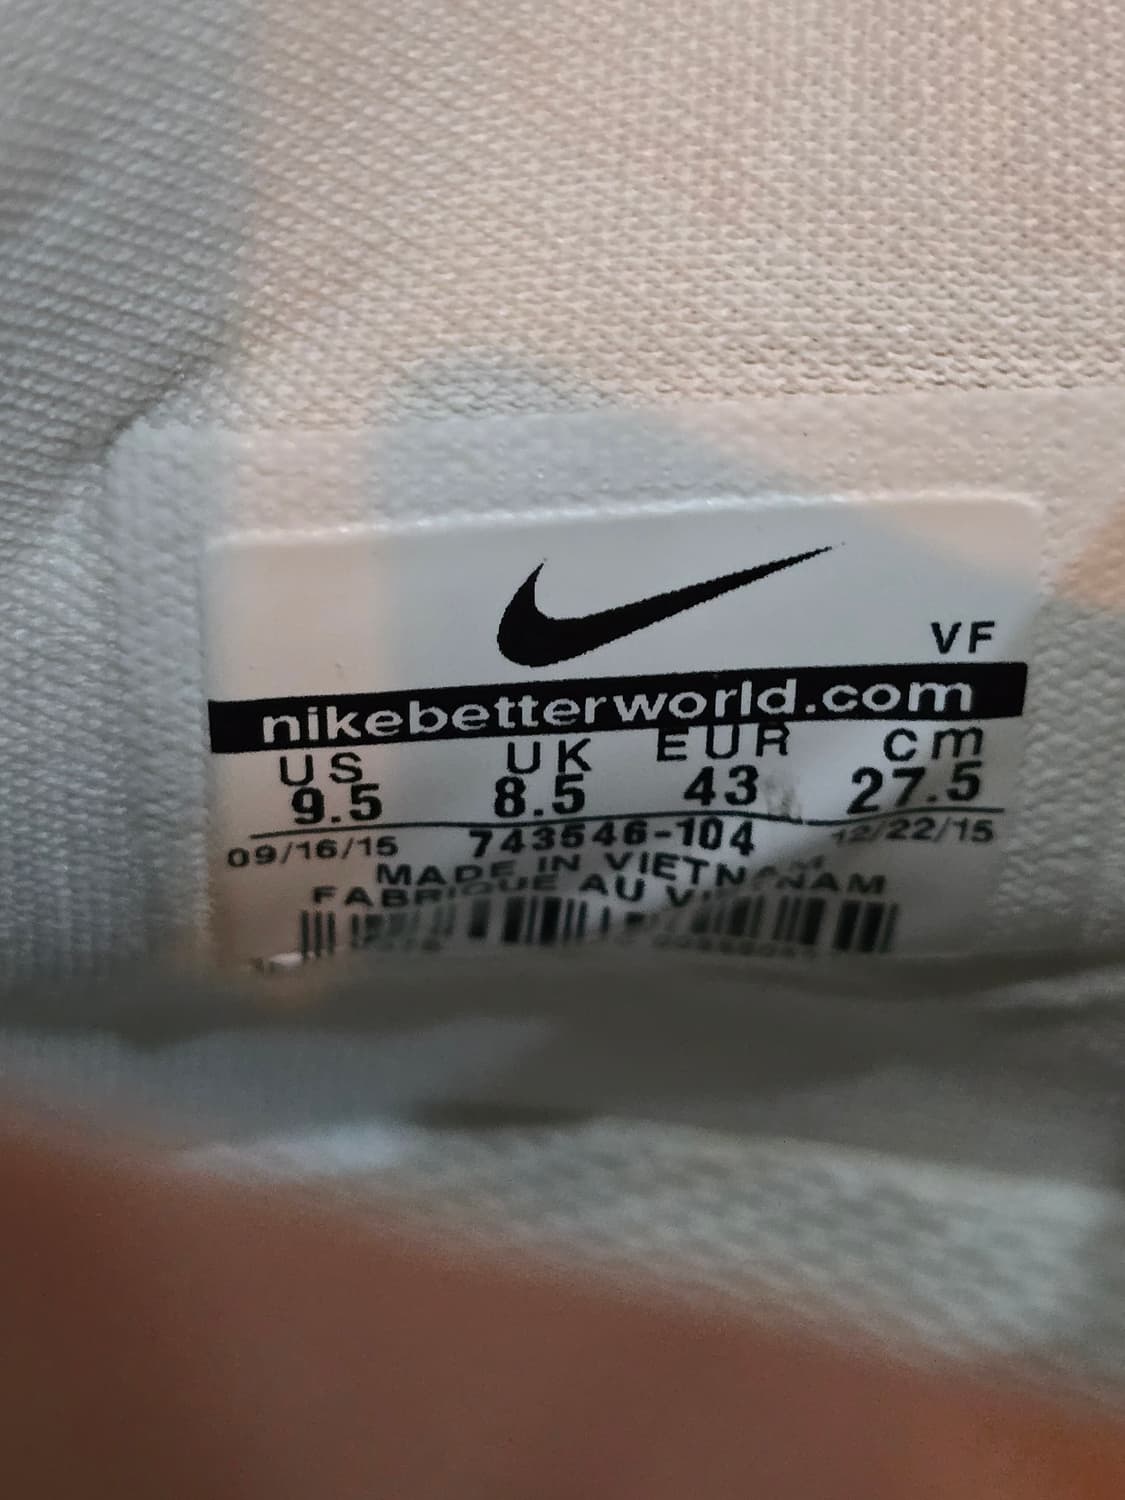 VF
nikebetterworld.com
US UK EUR cm
9.5 8.5 43 27.5
09/16/15 743546-104 12/22/15
MADE IN VIETNAM
FABRIQUE AU